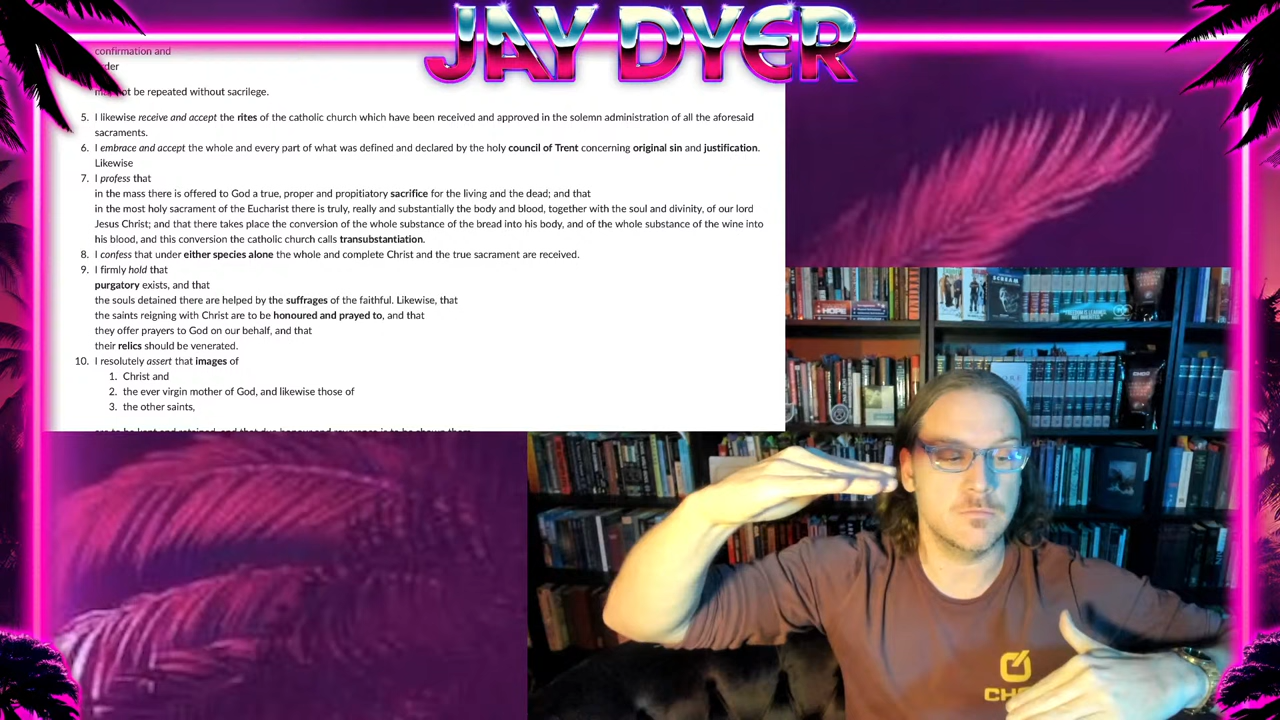 JAY DYER
confirmation and
order
may not be repeated without sacrilege.
5. I likewise receive and accept the rites of the catholic church which have been received and approved in the solemn administration of all the aforesaid
sacraments.
6. I embrace and accept the whole and every part of what was defined and declared by the holy council of Trent concerning original sin and justification.
Likewise
7. I profess that
in the mass there is offered to God a true, proper and propitiatory sacrifice for the living and the dead; and that
in the most holy sacrament of the Eucharist there is truly, really and substantially the body and blood, together with the soul and divinity, of our lord
Jesus Christ; and that there takes place the conversion of the whole substance of the bread into his body, and of the whole substance of the wine into
his blood, and this conversion the catholic church calls transubstantiation.
8. I confess that under either species alone the whole and complete Christ and the true sacrament are received.
9. I firmly hold that
purgatory exists, and that
the souls detained there are helped by the suffrages of the faithful. Likewise, that
the saints reigning with Christ are to be honoured and prayed to, and that
they offer prayers to God on our behalf, and that
their relics should be venerated.
10. I resolutely assert that images of
1. Christ and
2. the ever virgin mother of God, and likewise those of
3. the other saints,
SCREAM
HOPE